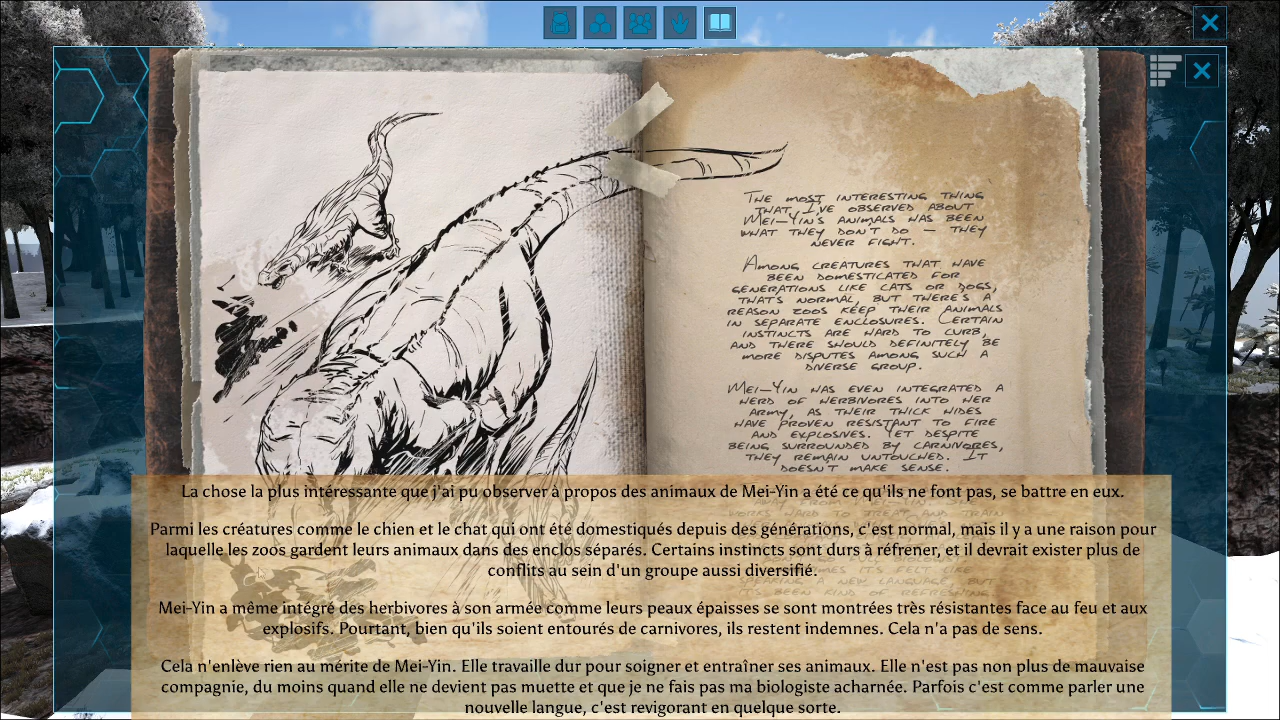 The most interesting thing
that I've observed about
Mei-Yin's animals has been
what they don't do — they
never fight.
Among creatures that have
been domesticated for
generations like cats or dogs,
that's normal, but there's a
reason zoos keep their animals
in separate enclosures. Certain
instincts are hard to curb,
and there should definitely be
more disputes among such a
diverse group.
Mei-Yin has even integrated a
herd of herbivores into her
army, as their thick hides
have proven resistant to fire
and explosives. Yet despite
being surrounded by carnivores,
they remain untouched. It
doesn't make sense.
La chose la plus intéressante que j'ai pu observer à propos des animaux de Mei-Yin a été ce qu'ils ne font pas, se battre en eux.
Parmi les créatures comme le chien et le chat qui ont été domestiqués depuis des générations, c'est normal, mais il y a une raison pour
laquelle les zoos gardent leurs animaux dans des enclos séparés. Certains instincts sont durs à réfréner, et il devrait exister plus de
conflits au sein d'un groupe aussi diversifié.
Mei-Yin a même intégré des herbivores à son armée comme leurs peaux épaisses se sont montrées très résistantes face au feu et aux
explosifs. Pourtant, bien qu'ils soient entourés de carnivores, ils restent indemnes. Cela n'a pas de sens.
Cela n'enlève rien au mérite de Mei-Yin. Elle travaille dur pour soigner et entraîner ses animaux. Elle n'est pas non plus de mauvaise
compagnie, du moins quand elle ne devient pas muette et que je ne fais pas ma biologiste acharnée. Parfois c'est comme parler une
nouvelle langue, c'est revigorant en quelque sorte.